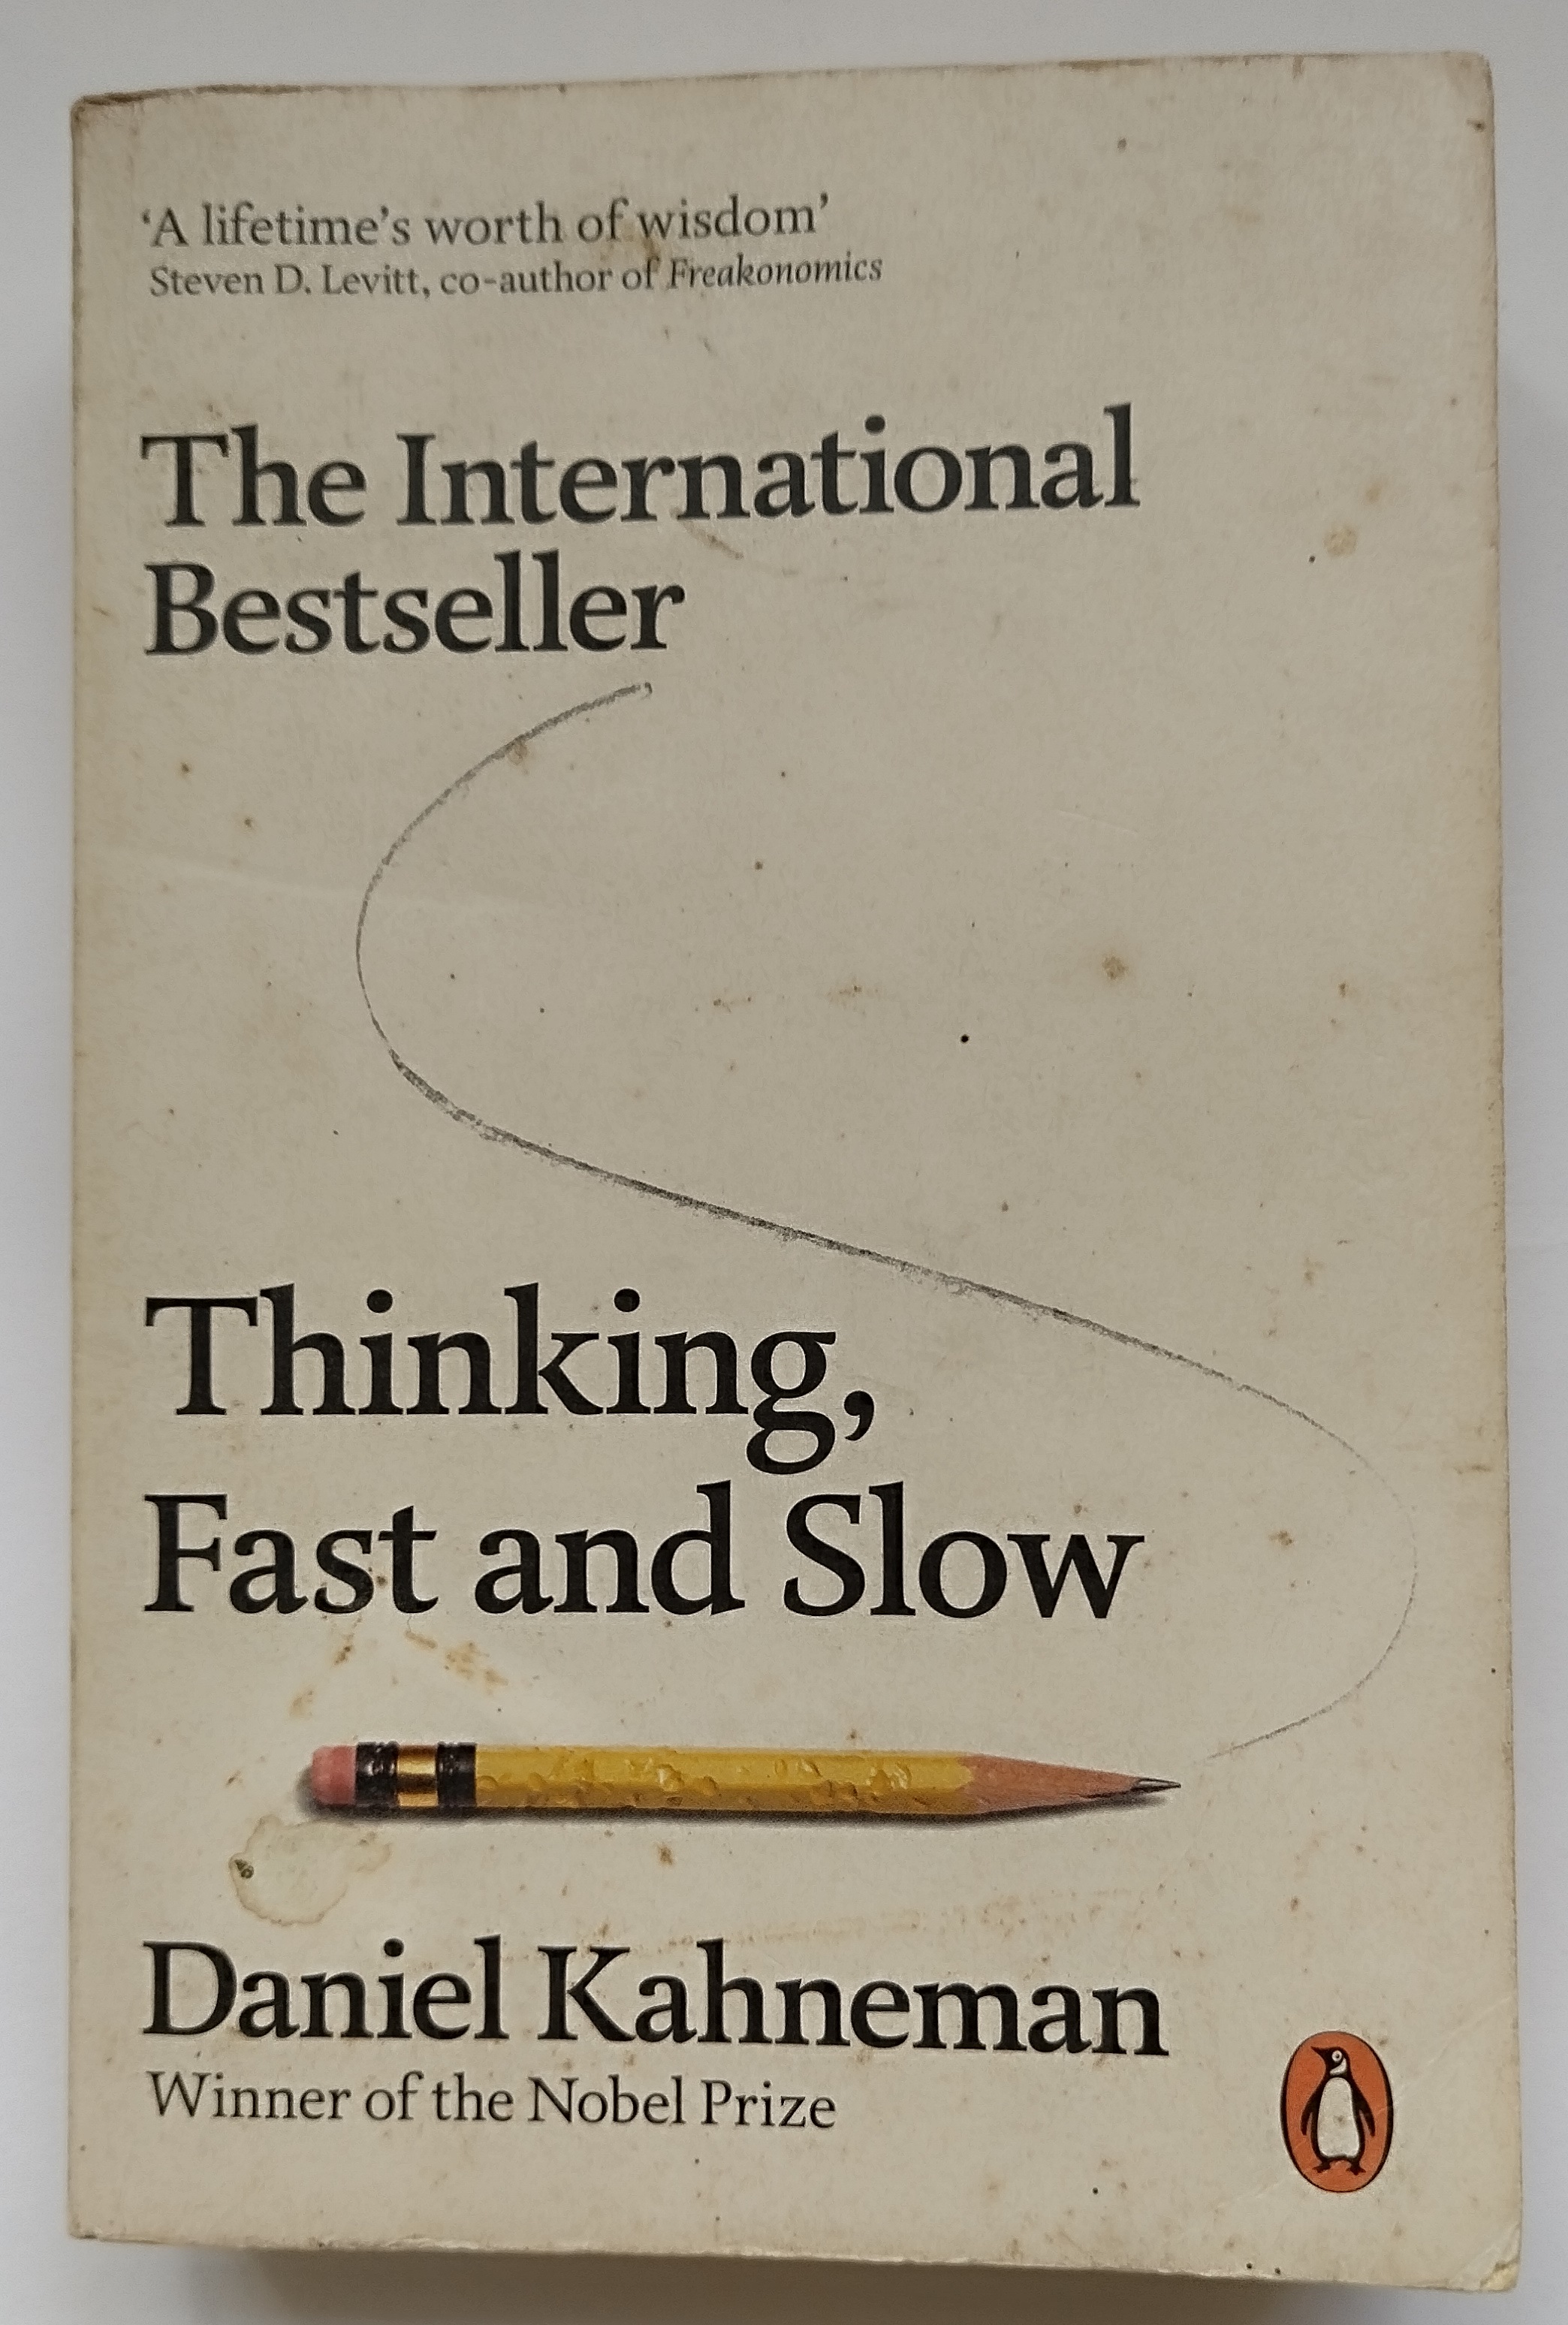 ‘A lifetime’s worth of wisdom’
Steven D. Levitt, co-author of Freakonomics
The International
Bestseller
Thinking,
Fast and Slow
Daniel Kahneman
Winner of the Nobel Prize